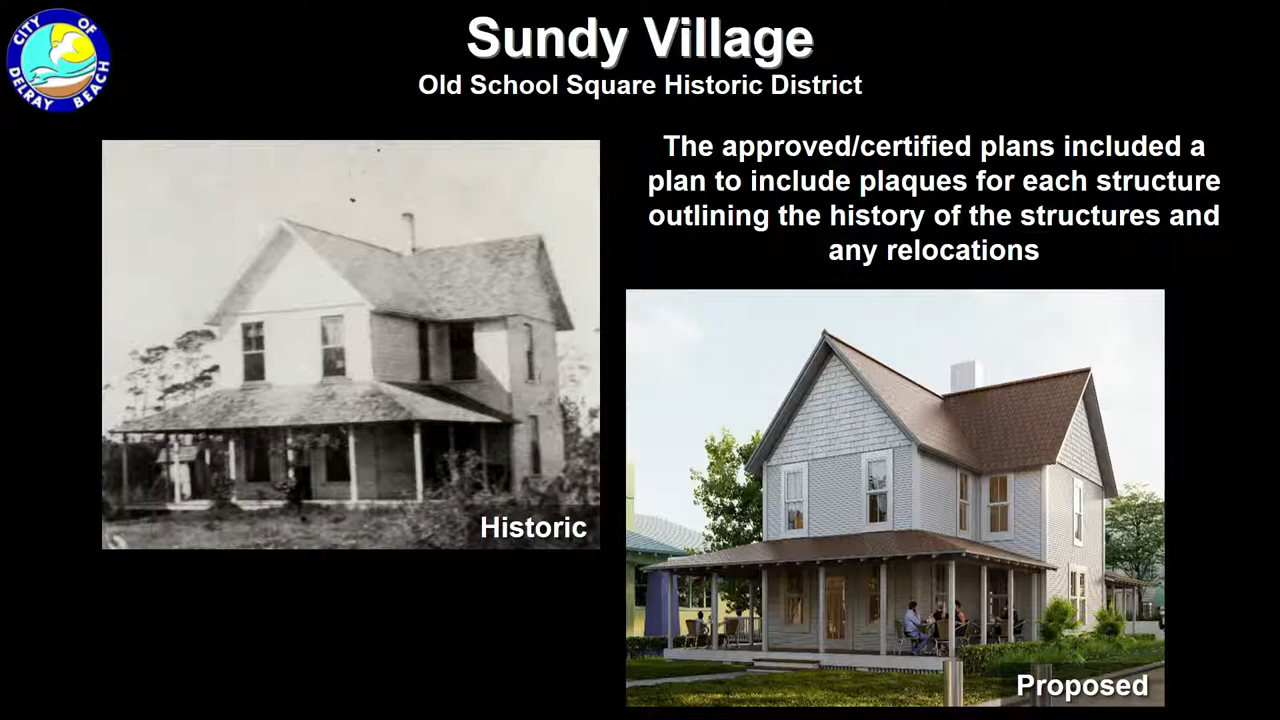 CITY OF
DELRAY BEACH
Sundy Village
Old School Square Historic District
The approved/certified plans included a
plan to include plaques for each structure
outlining the history of the structures and
any relocations
Historic
Proposed